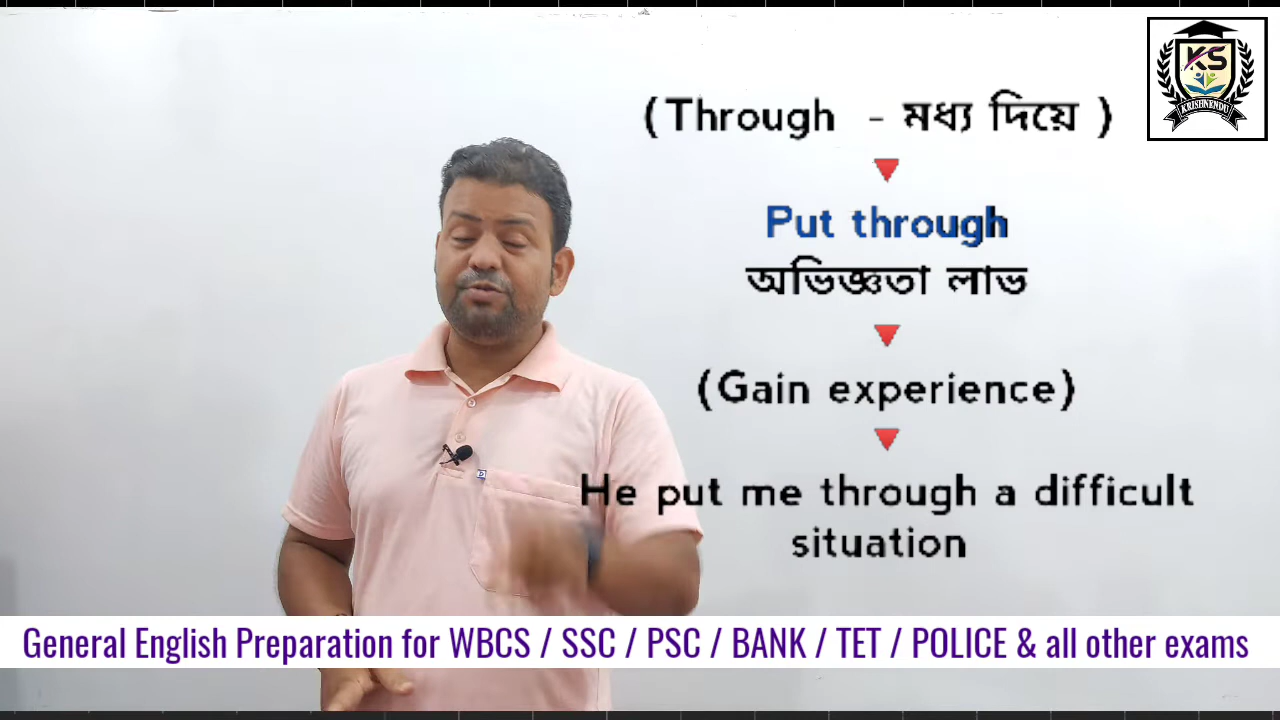 KS
KRISHNENDU
(Through - মধ্য দিয়ে )
Put through
অভিজ্ঞতা লাভ
(Gain experience)
He put me through a difficult
situation
General English Preparation for WBCS / SSC / PSC / BANK / TET / POLICE & all other exams